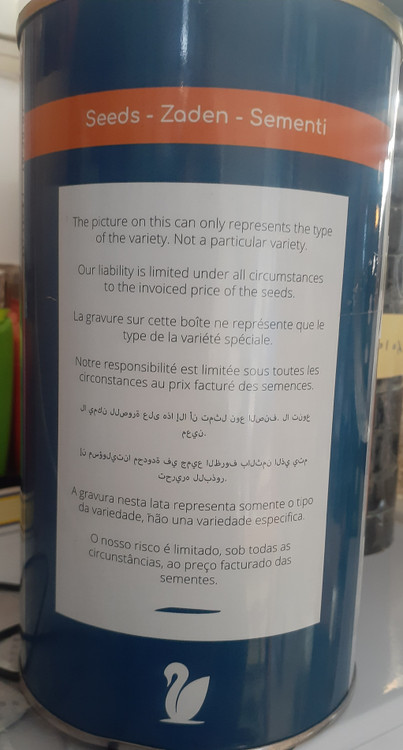 Seeds - Zaden - Sementi
The picture on this can only represents the type
of the variety. Not a particular variety.
Our liability is limited under all circumstances
to the invoiced price of the seeds.
La gravure sur cette boîte ne représente que le
type de la variété spéciale.
Notre responsibilité est limitée sous toutes les
circonstances au prix facturé des semences.
لا يمكن للصورة على هذا إلا أن تمثل نوع الصنف. لا تنوع
معين.
إن مسؤوليتنا محدودة في جميع الظروف بالثمن الذي يتم
تحريره للبذور.
A gravura nesta lata representa somente o tipo
da variedade, hão uma variedade especifica.
O nosso risco é limitado, sob todas as
circunstâncias, ao preço facturado das
sementes.